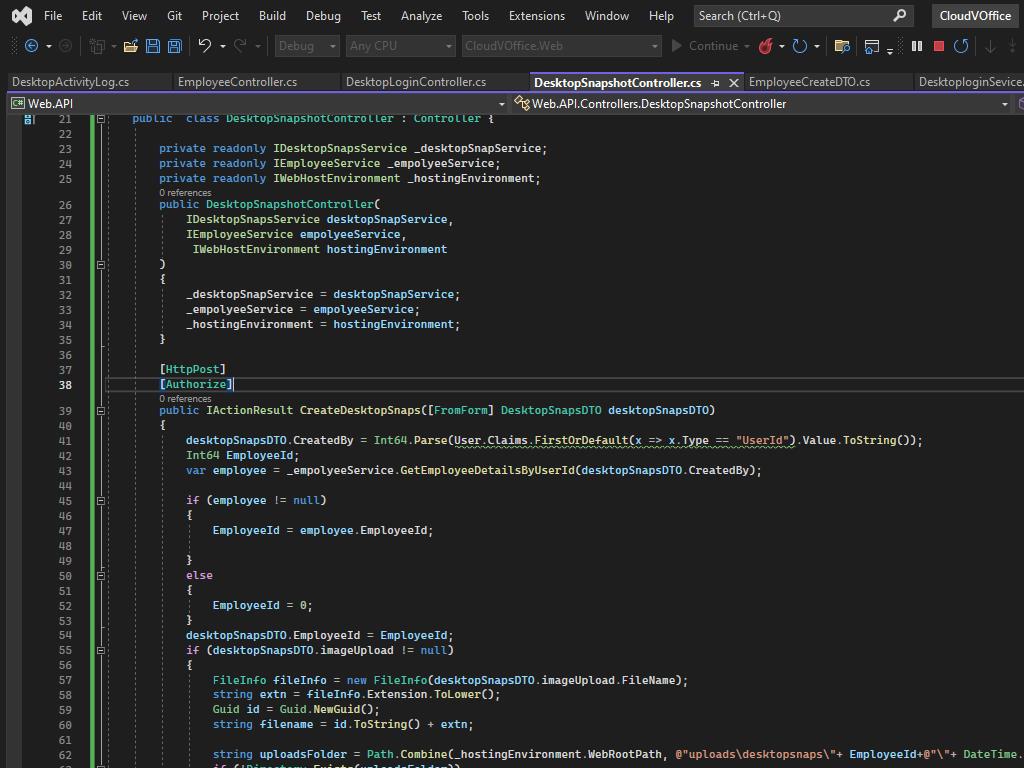 File Edit View Git Project Build Debug Test Analyze Tools Extensions Window Help Search (Ctrl+Q) CloudVOffice
Debug Any CPU CloudVOffice.Web Continue
DesktopActivityLog.cs EmployeeController.cs DesktopLoginController.cs DesktopSnapshotController.cs EmployeeCreateDTO.cs DesktoploginSevice.
C# Web.API Web.API.Controllers.DesktopSnapshotController
21 public class DesktopSnapshotController : Controller {
22
23 private readonly IDesktopSnapsService _desktopSnapService;
24 private readonly IEmployeeService _empolyeeService;
25 private readonly IWebHostEnvironment _hostingEnvironment;
0 references
26 public DesktopSnapshotController(
27 IDesktopSnapsService desktopSnapService,
28 IEmployeeService empolyeeService,
29 IWebHostEnvironment hostingEnvironment
30 )
31 {
32 _desktopSnapService = desktopSnapService;
33 _empolyeeService = empolyeeService;
34 _hostingEnvironment = hostingEnvironment;
35 }
36
37 [HttpPost]
38 [Authorize]
0 references
39 public IActionResult CreateDesktopSnaps([FromForm] DesktopSnapsDTO desktopSnapsDTO)
40 {
41 desktopSnapsDTO.CreatedBy = Int64.Parse(User.Claims.FirstOrDefault(x => x.Type == "UserId").Value.ToString());
42 Int64 EmployeeId;
43 var employee = _empolyeeService.GetEmployeeDetailsByUserId(desktopSnapsDTO.CreatedBy);
44
45 if (employee != null)
46 {
47 EmployeeId = employee.EmployeeId;
48
49 }
50 else
51 {
52 EmployeeId = 0;
53 }
54 desktopSnapsDTO.EmployeeId = EmployeeId;
55 if (desktopSnapsDTO.imageUpload != null)
56 {
57 FileInfo fileInfo = new FileInfo(desktopSnapsDTO.imageUpload.FileName);
58 string extn = fileInfo.Extension.ToLower();
59 Guid id = Guid.NewGuid();
60 string filename = id.ToString() + extn;
61
62 string uploadsFolder = Path.Combine(_hostingEnvironment.WebRootPath, @"uploads\desktopsnaps\"+ EmployeeId+@"\"+ DateTime.
63 if (!Directory.Exists(uploadsFolder))